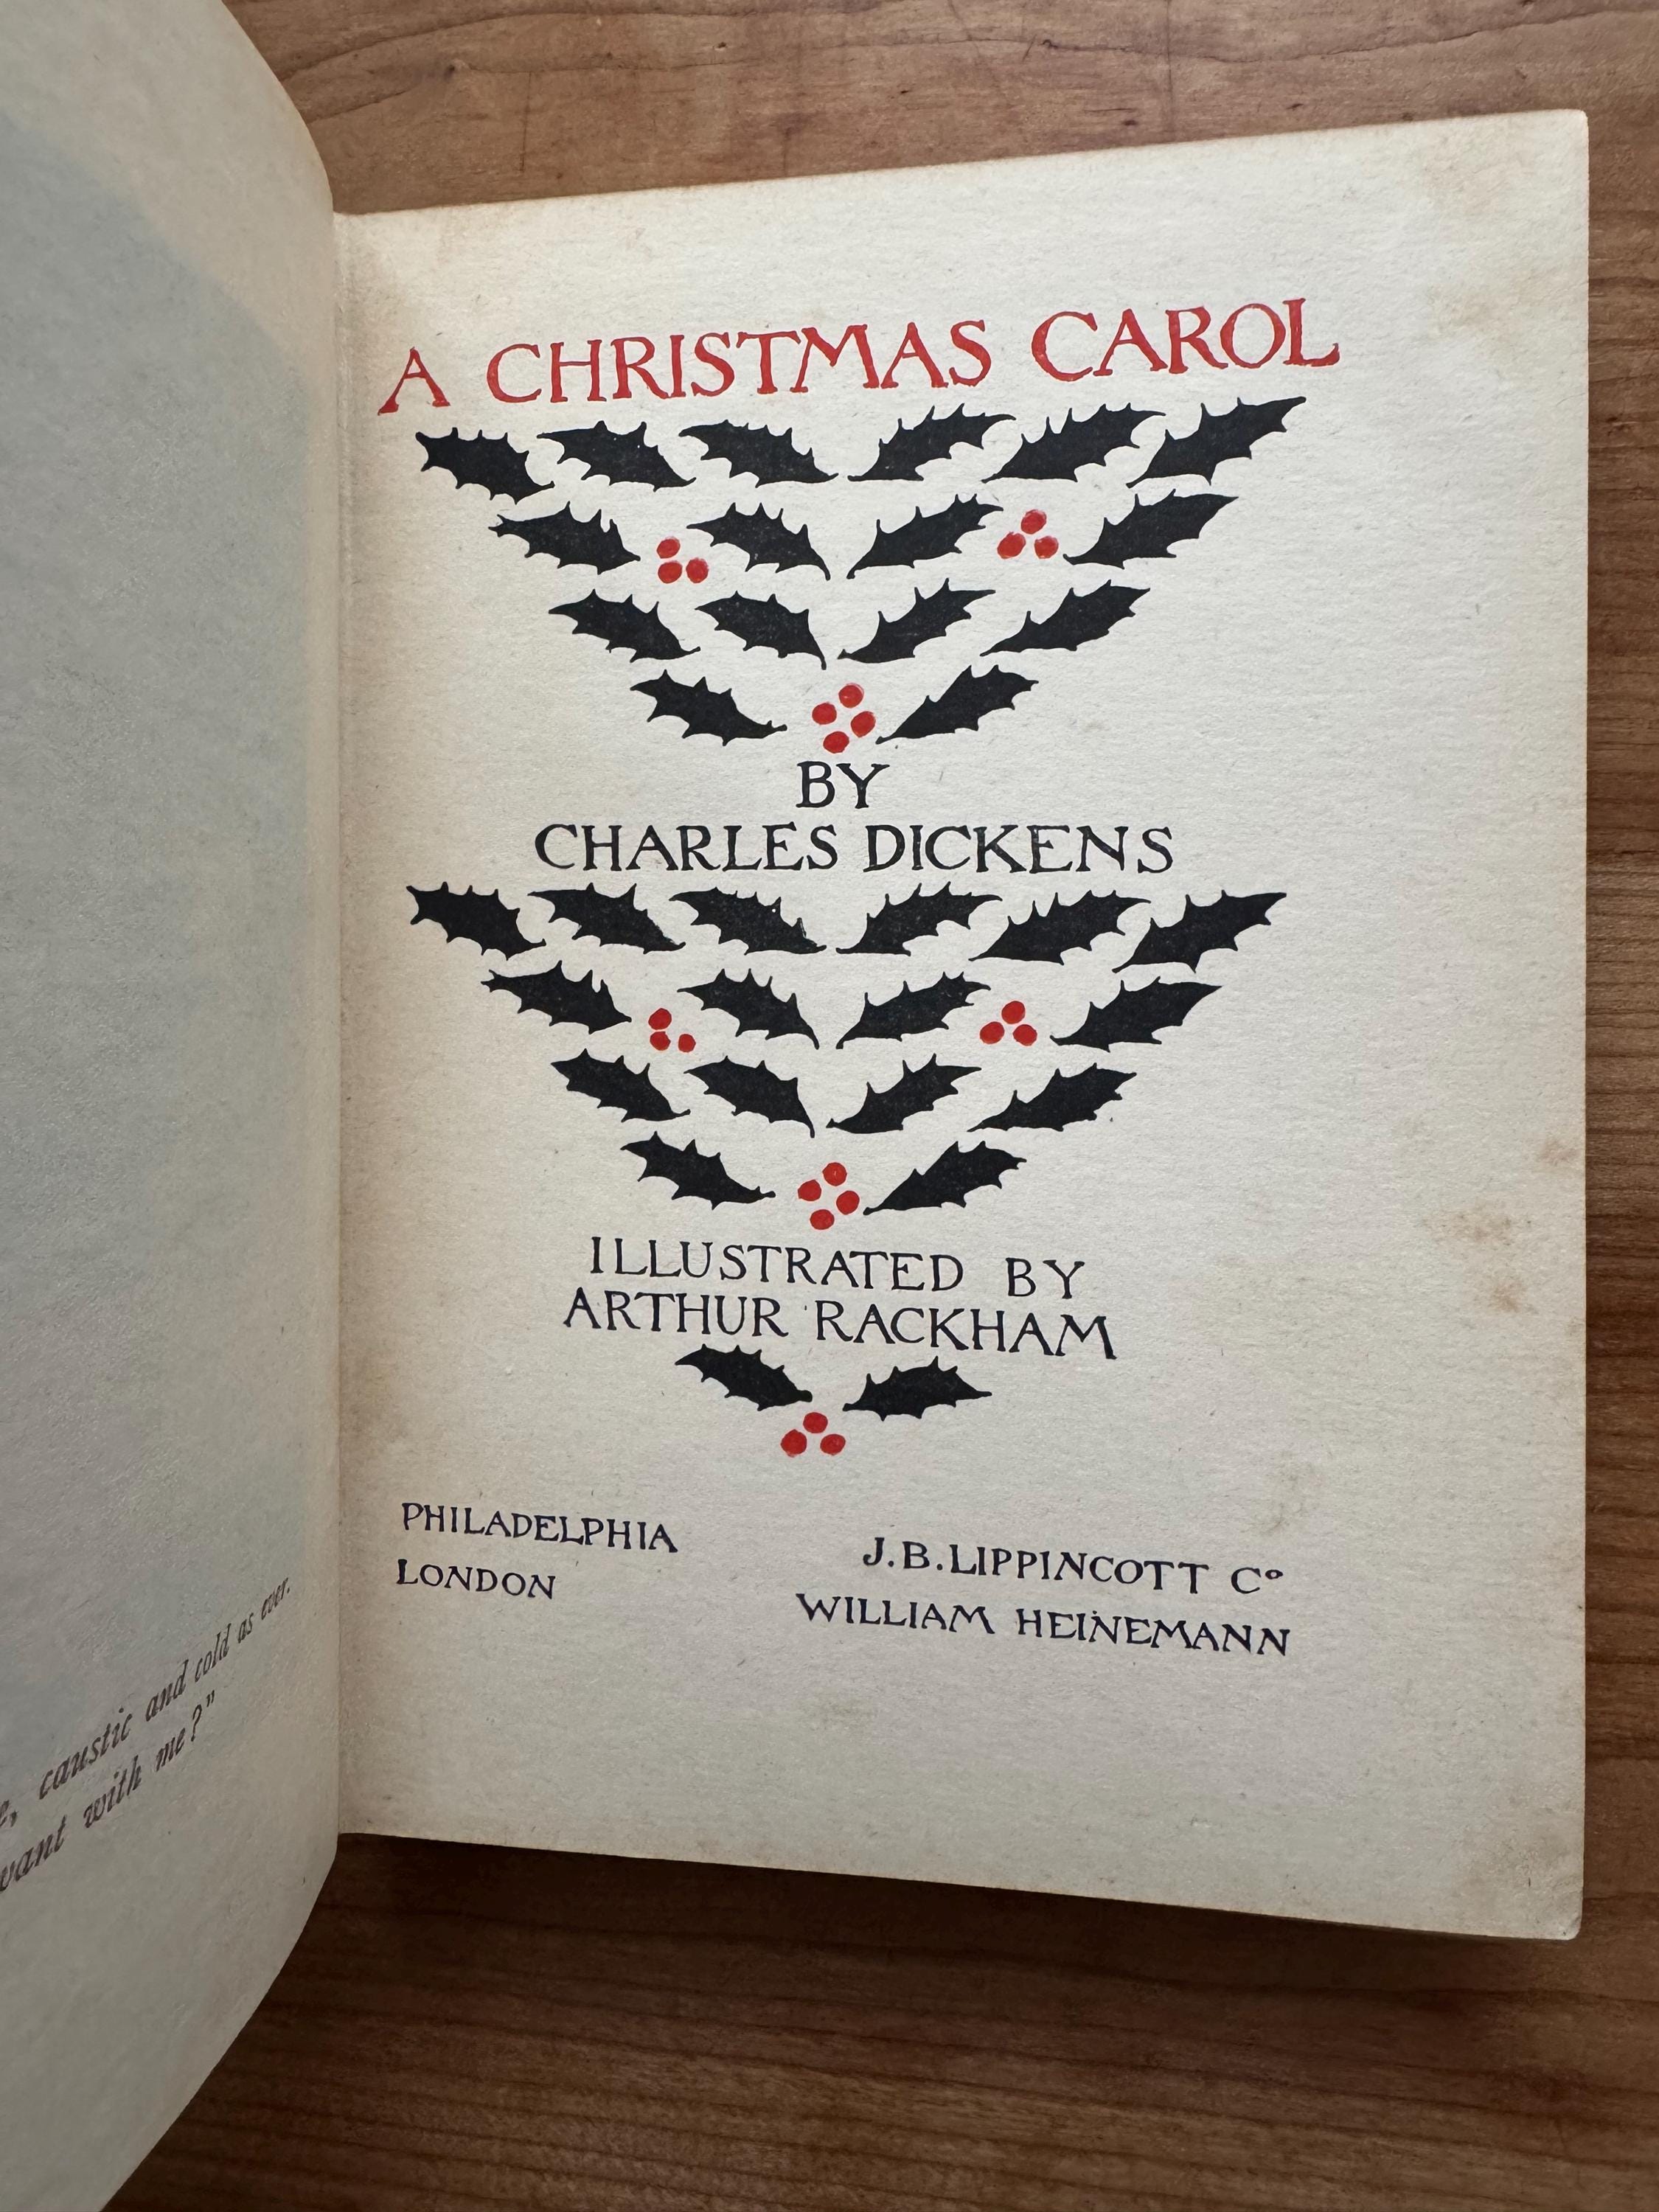 caustic and cold as ever.
want with me?"
A CHRISTMAS CAROL
BY
CHARLES DICKENS
ILLUSTRATED BY
ARTHUR RACKHAM
PHILADELPHIA J.B. LIPPINCOTT Cº
LONDON WILLIAM HEINEMANN